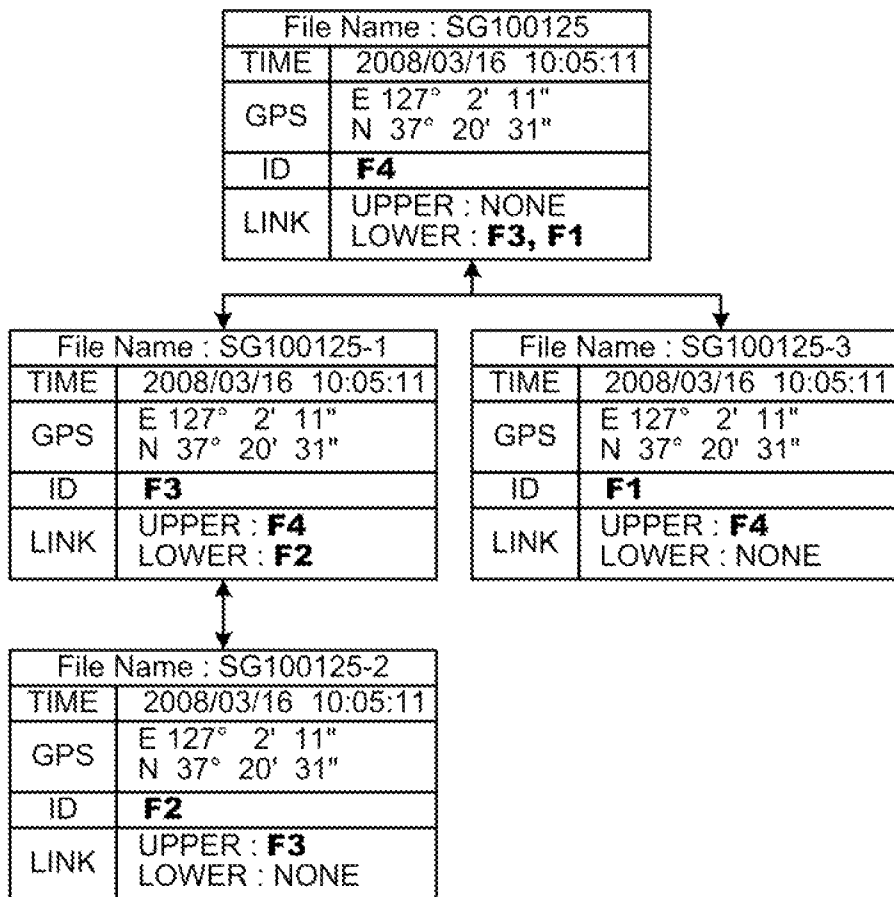 File Name : SG100125
TIME 2008/03/16 10:05:11
GPS E 127° 2' 11"
N 37° 20' 31"
ID F4
LINK UPPER : NONE
LOWER : F3, F1
File Name : SG100125-1
TIME 2008/03/16 10:05:11
GPS E 127° 2' 11"
N 37° 20' 31"
ID F3
LINK UPPER : F4
LOWER : F2
File Name : SG100125-3
TIME 2008/03/16 10:05:11
GPS E 127° 2' 11"
N 37° 20' 31"
ID F1
LINK UPPER : F4
LOWER : NONE
File Name : SG100125-2
TIME 2008/03/16 10:05:11
GPS E 127° 2' 11"
N 37° 20' 31"
ID F2
LINK UPPER : F3
LOWER : NONE